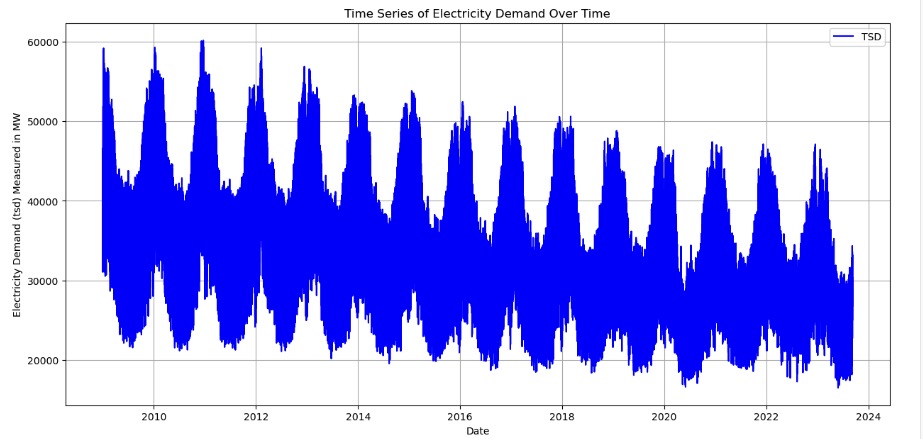 Time Series of Electricity Demand Over Time
TSD
60000
50000
40000
30000
20000
Electricity Demand (tsd) Measured in MW
2010 2012 2014 2016 2018 2020 2022 2024
Date